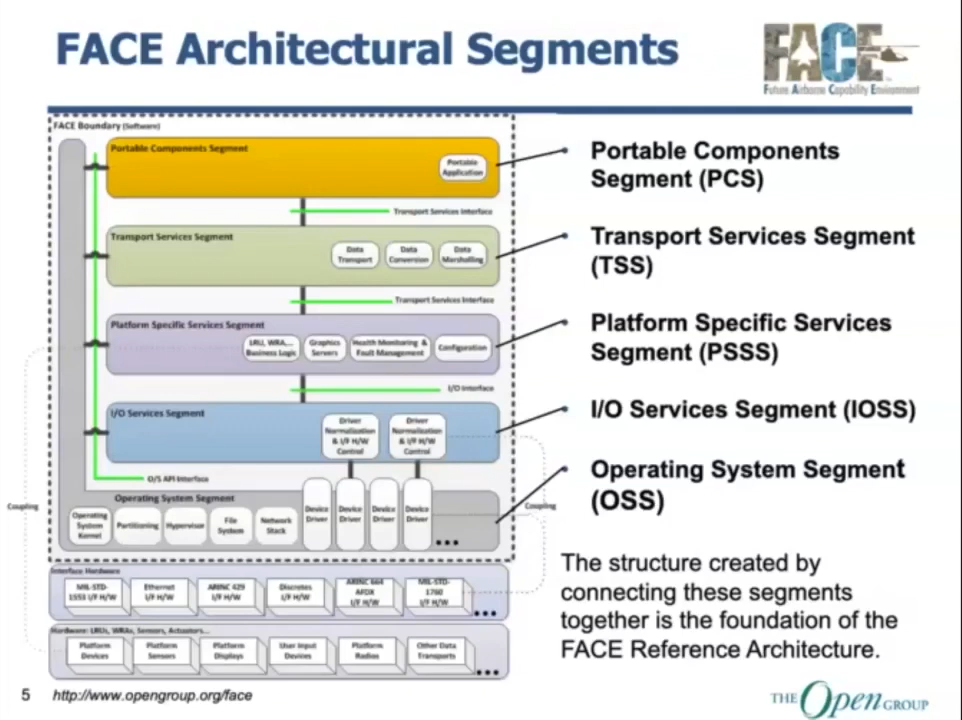 FACE Architectural Segments
FACE
Future Airborne Capability Environment
FACE Boundary (Software)
Portable Components Segment
Portable
Application
Transport Services Interface
Transport Services Segment
Data
Transport
Data
Conversion
Data
Marshalling
Transport Services Interface
Platform Specific Services Segment
LRU, WRA,...
Business Logic
Graphics
Servers
Health Monitoring &
Fault Management
Configuration
I/O Interface
I/O Services Segment
Driver
Normalization
& I/F H/W
Control
Driver
Normalization
& I/F H/W
Control
O/S API Interface
Coupling
Coupling
Operating System Segment
Operating
System
Kernel
Partitioning
Hypervisor
File
System
Network
Stack
Device
Driver
Device
Driver
Device
Driver
Device
Driver
Interface Hardware
MIL-STD-
1553 I/F H/W
Ethernet
I/F H/W
ARINC 429
I/F H/W
Discretes
I/F H/W
ARINC 664
AFDX
I/F H/W
MIL-STD-
1760
I/F H/W
Hardware: LRUs, WRAs, Sensors, Actuators...
Platform
Devices
Platform
Sensors
Platform
Displays
User Input
Devices
Platform
Radios
Other Data
Transports
Portable Components
Segment (PCS)
Transport Services Segment
(TSS)
Platform Specific Services
Segment (PSSS)
I/O Services Segment (IOSS)
Operating System Segment
(OSS)
The structure created by
connecting these segments
together is the foundation of the
FACE Reference Architecture.
5 http://www.opengroup.org/face
THE Open GROUP